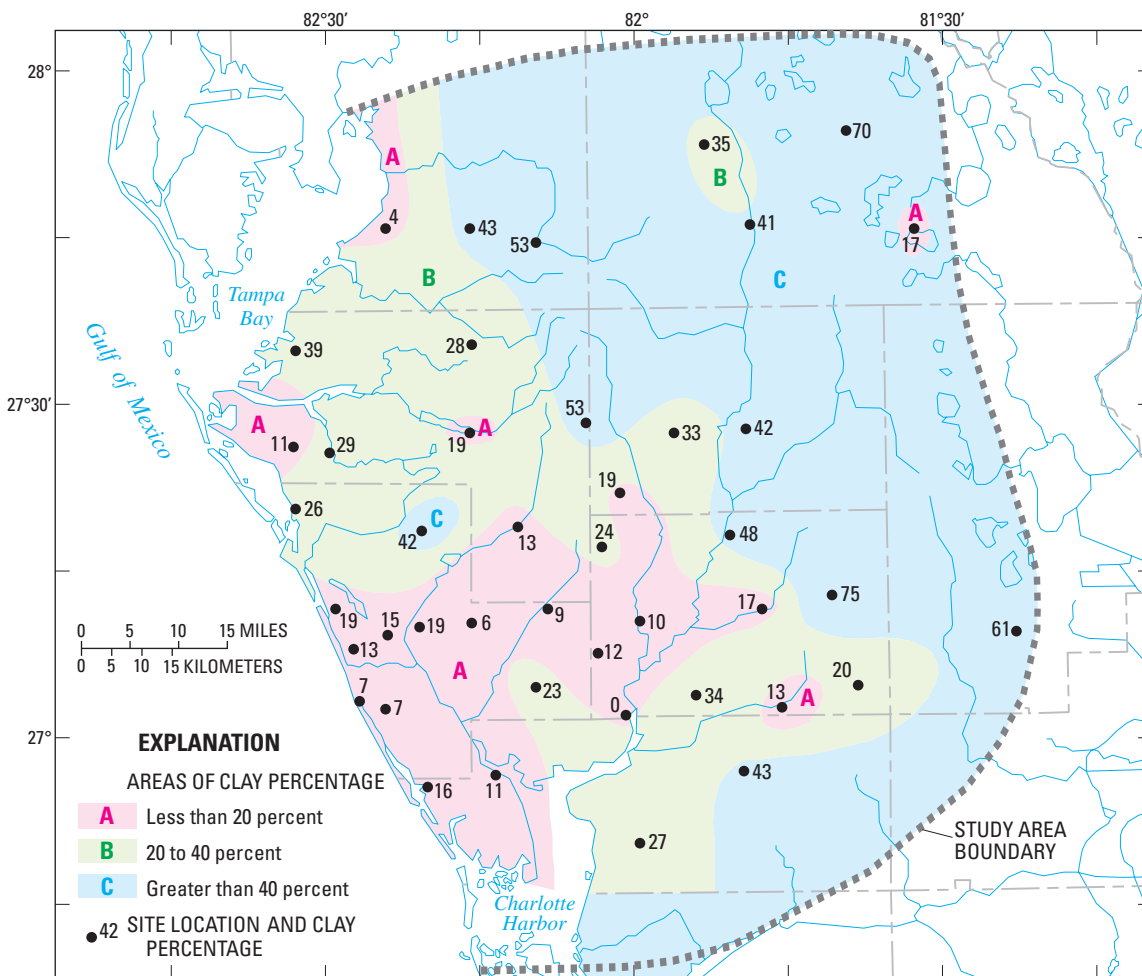 82°30' 82° 81°30'
28°
35 70
A
B
4 43 41 A
53 17
B C
Tampa
Bay
39 28
Gulf of Mexico
27°30'
A 53 33 42
11 29 19 A
19
26 C
42 13 24 48
75
19 15 19 6 9 10 17
61
0 5 10 15 MILES
13 12
0 5 10 15 KILOMETERS
A
7 7 23 0 34 13 A 20
27°
EXPLANATION
43
AREAS OF CLAY PERCENTAGE
16 11
A Less than 20 percent
STUDY AREA
BOUNDARY
B 20 to 40 percent
27
C Greater than 40 percent
Charlotte
Harbor
42 SITE LOCATION AND CLAY
PERCENTAGE